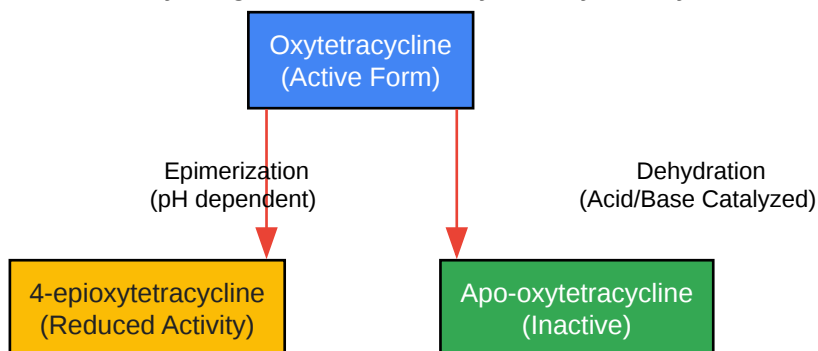 Oxytetracycline
(Active Form)
Epimerization
(pH dependent)
Dehydration
(Acid/Base Catalyzed)
4-epioxytetracycline
(Reduced Activity)
Apo-oxytetracycline
(Inactive)